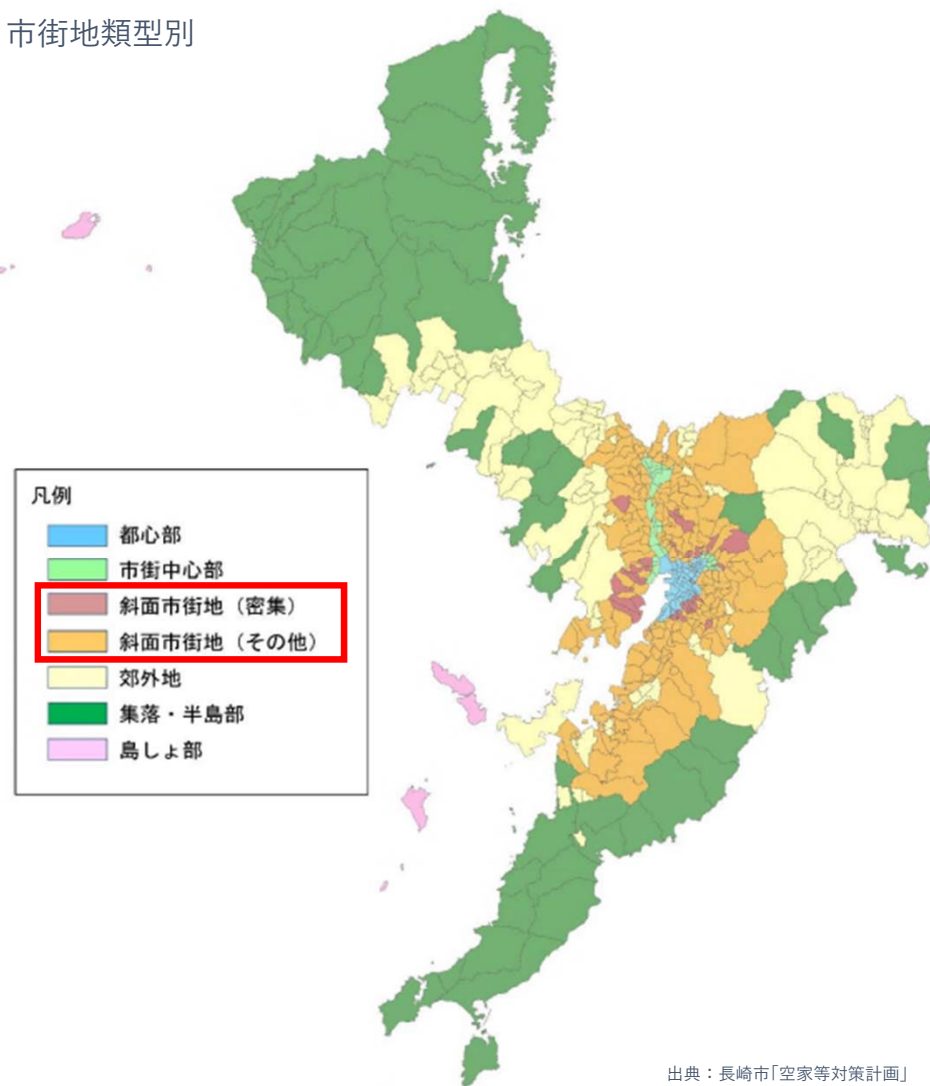 市街地類型別
凡例
都心部
市街中心部
斜面市街地（密集）
斜面市街地（その他）
郊外地
集落・半島部
島しょ部
出典：長崎市「空家等対策計画」